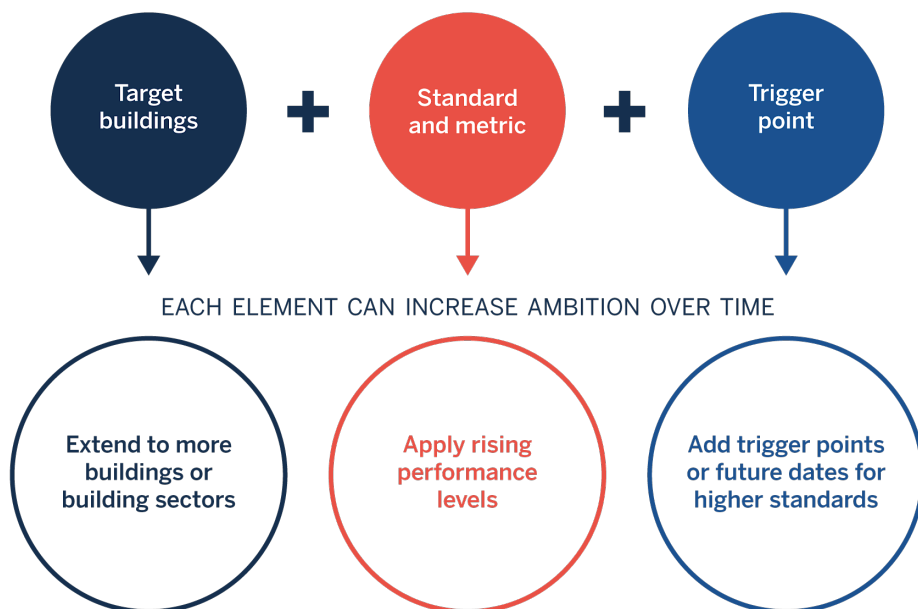 Target
buildings
Standard
and metric
Trigger
point
EACH ELEMENT CAN INCREASE AMBITION OVER TIME
Extend to more
buildings or
building sectors
Apply rising
performance
levels
Add trigger points
or future dates for
higher standards